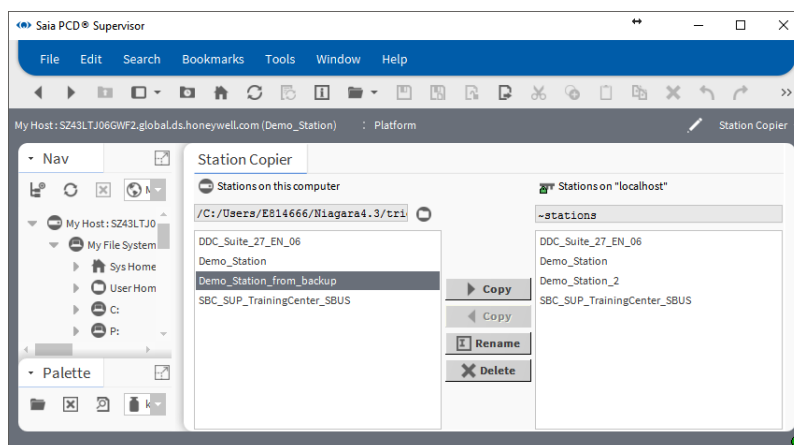 Saia PCD® Supervisor
File Edit Search Bookmarks Tools Window Help
My Host : SZ43LTJ06GWF2.global.ds.honeywell.com (Demo_Station) : Platform Station Copier
Nav
My Host : SZ43LTJ0
My File System
Sys Home
User Hom
C:
P:
Palette
Station Copier
Stations on this computer
/C:/Users/E814666/Niagara4.3/tri
DDC_Suite_27_EN_06
Demo_Station
Demo_Station_from_backup
SBC_SUP_TrainingCenter_SBUS
Copy
Copy
Rename
Delete
Stations on "localhost"
~stations
DDC_Suite_27_EN_06
Demo_Station
Demo_Station_2
SBC_SUP_TrainingCenter_SBUS